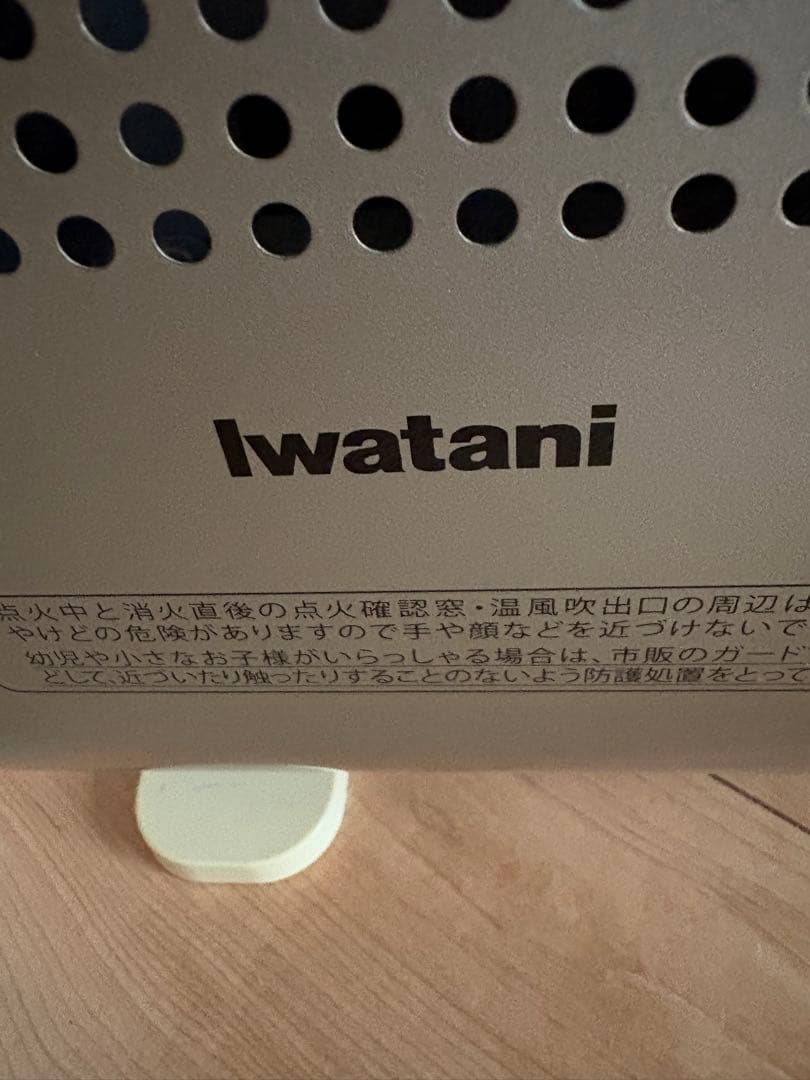 Iwatani
点火中と消火直後の点火確認窓・温風吹出口の周辺は
やけどの危険がありますので手や顔などを近づけないで
幼児や小さなお子様がいらっしゃる場合は、市販のガード
どして、近づいたり触ったりすることのないよう防護処置をとって